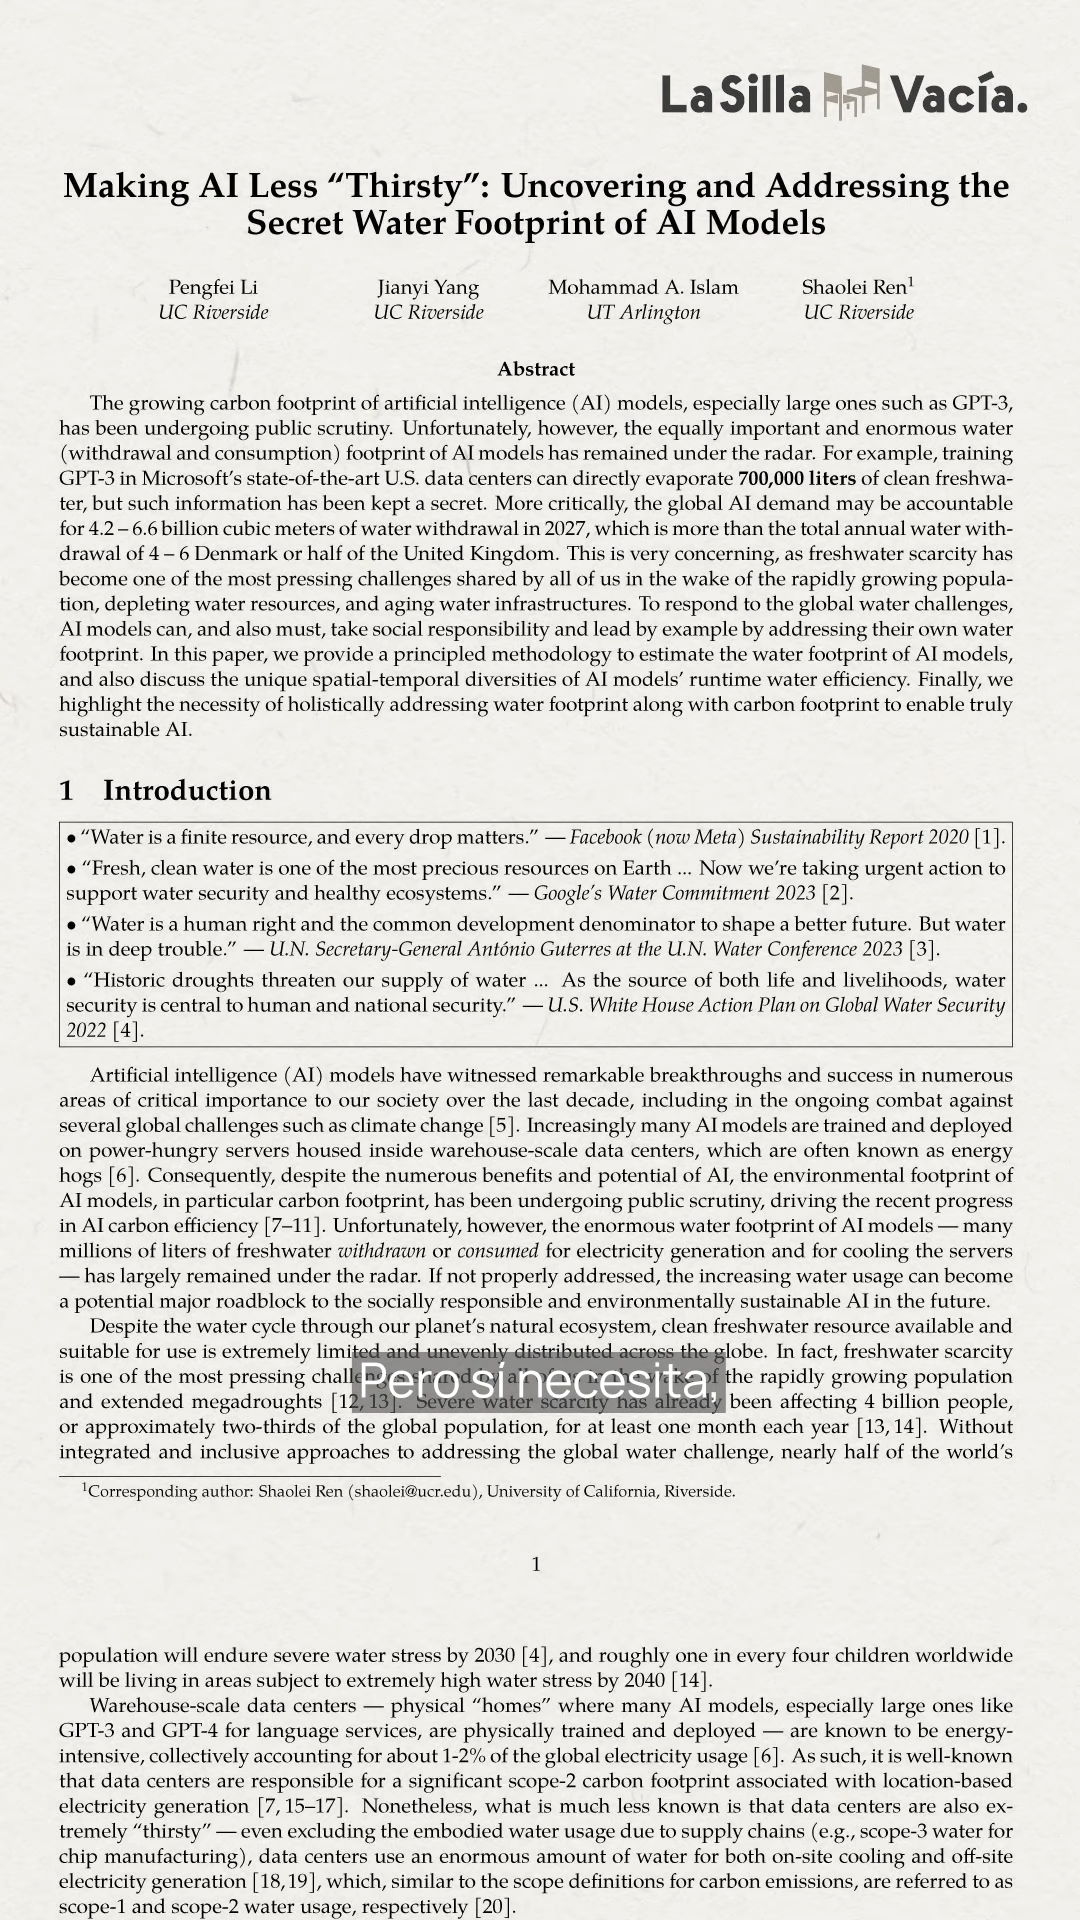 La Silla Vacía.
Making AI Less “Thirsty”: Uncovering and Addressing the
Secret Water Footprint of AI Models
Pengfei Li Jianyi Yang Mohammad A. Islam Shaolei Ren¹
UC Riverside UC Riverside UT Arlington UC Riverside
Abstract
The growing carbon footprint of artificial intelligence (AI) models, especially large ones such as GPT-3,
has been undergoing public scrutiny. Unfortunately, however, the equally important and enormous water
(withdrawal and consumption) footprint of AI models has remained under the radar. For example, training
GPT-3 in Microsoft’s state-of-the-art U.S. data centers can directly evaporate 700,000 liters of clean freshwa-
ter, but such information has been kept a secret. More critically, the global AI demand may be accountable
for 4.2 – 6.6 billion cubic meters of water withdrawal in 2027, which is more than the total annual water with-
drawal of 4 – 6 Denmark or half of the United Kingdom. This is very concerning, as freshwater scarcity has
become one of the most pressing challenges shared by all of us in the wake of the rapidly growing popula-
tion, depleting water resources, and aging water infrastructures. To respond to the global water challenges,
AI models can, and also must, take social responsibility and lead by example by addressing their own water
footprint. In this paper, we provide a principled methodology to estimate the water footprint of AI models,
and also discuss the unique spatial-temporal diversities of AI models’ runtime water efficiency. Finally, we
highlight the necessity of holistically addressing water footprint along with carbon footprint to enable truly
sustainable AI.
1 Introduction
• “Water is a finite resource, and every drop matters.” — Facebook (now Meta) Sustainability Report 2020 [1].
• “Fresh, clean water is one of the most precious resources on Earth ... Now we’re taking urgent action to
support water security and healthy ecosystems.” — Google’s Water Commitment 2023 [2].
• “Water is a human right and the common development denominator to shape a better future. But water
is in deep trouble.” — U.N. Secretary-General António Guterres at the U.N. Water Conference 2023 [3].
• “Historic droughts threaten our supply of water ... As the source of both life and livelihoods, water
security is central to human and national security.” — U.S. White House Action Plan on Global Water Security
2022 [4].
Artificial intelligence (AI) models have witnessed remarkable breakthroughs and success in numerous
areas of critical importance to our society over the last decade, including in the ongoing combat against
several global challenges such as climate change [5]. Increasingly many AI models are trained and deployed
on power-hungry servers housed inside warehouse-scale data centers, which are often known as energy
hogs [6]. Consequently, despite the numerous benefits and potential of AI, the environmental footprint of
AI models, in particular carbon footprint, has been undergoing public scrutiny, driving the recent progress
in AI carbon efficiency [7–11]. Unfortunately, however, the enormous water footprint of AI models — many
millions of liters of freshwater withdrawn or consumed for electricity generation and for cooling the servers
— has largely remained under the radar. If not properly addressed, the increasing water usage can become
a potential major roadblock to the socially responsible and environmentally sustainable AI in the future.
Despite the water cycle through our planet’s natural ecosystem, clean freshwater resource available and
suitable for use is extremely limited and unevenly distributed across the globe. In fact, freshwater scarcity
is one of the most pressing challenges shared by all of us in the wake of the rapidly growing population
Pero sí necesita,
and extended megadroughts [12, 13]. Severe water scarcity has already been affecting 4 billion people,
or approximately two-thirds of the global population, for at least one month each year [13, 14]. Without
integrated and inclusive approaches to addressing the global water challenge, nearly half of the world’s
¹Corresponding author: Shaolei Ren (shaolei@ucr.edu), University of California, Riverside.
1
population will endure severe water stress by 2030 [4], and roughly one in every four children worldwide
will be living in areas subject to extremely high water stress by 2040 [14].
Warehouse-scale data centers — physical “homes” where many AI models, especially large ones like
GPT-3 and GPT-4 for language services, are physically trained and deployed — are known to be energy-
intensive, collectively accounting for about 1-2% of the global electricity usage [6]. As such, it is well-known
that data centers are responsible for a significant scope-2 carbon footprint associated with location-based
electricity generation [7, 15–17]. Nonetheless, what is much less known is that data centers are also ex-
tremely “thirsty” — even excluding the embodied water usage due to supply chains (e.g., scope-3 water for
chip manufacturing), data centers use an enormous amount of water for both on-site cooling and off-site
electricity generation [18, 19], which, similar to the scope definitions for carbon emissions, are referred to as
scope-1 and scope-2 water usage, respectively [20].